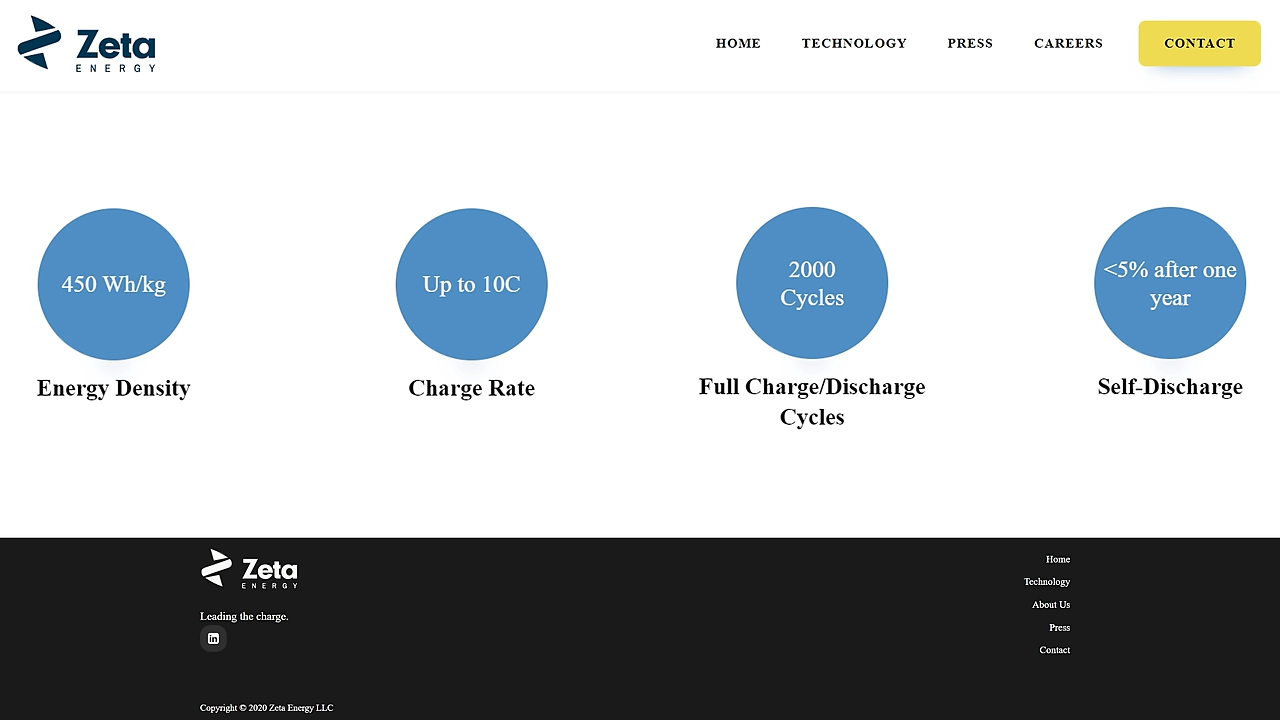 Zeta
ENERGY
HOME
TECHNOLOGY
PRESS
CAREERS
CONTACT
450 Wh/kg
Energy Density
Up to 10C
Charge Rate
2000
Cycles
Full Charge/Discharge
Cycles
<5% after one
year
Self-Discharge
Zeta
ENERGY
Leading the charge.
in
Home
Technology
About Us
Press
Contact
Copyright © 2020 Zeta Energy LLC